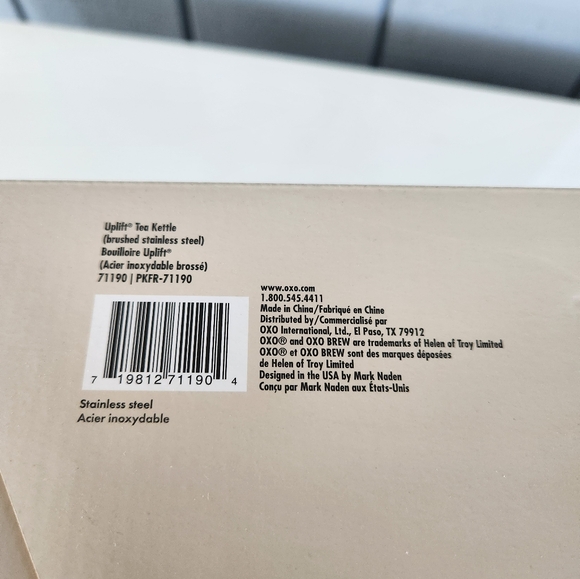 Uplift® Tea Kettle
(brushed stainless steel)
Bouilloire Uplift®
(Acier inoxydable brossé)
71190 | PKFR-71190
7 19812 71190 4
Stainless steel
Acier inoxydable
www.oxo.com
1.800.545.4411
Made in China/Fabriqué en Chine
Distributed by/Commercialisé par
OXO International, Ltd., El Paso, TX 79912
OXO® and OXO BREW are trademarks of Helen of Troy Limited
OXO® et OXO BREW sont des marques déposées
de Helen of Troy Limited
Designed in the USA by Mark Naden
Conçu par Mark Naden aux États-Unis